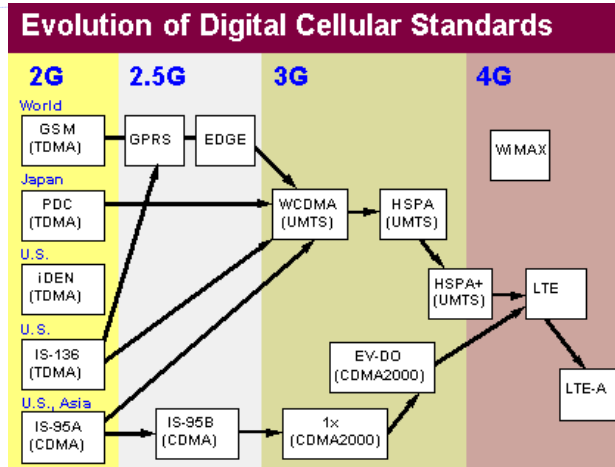 Evolution of Digital Cellular Standards
2G
2.5G
3G
4G
World
GSM
(TDMA)
GPRS
EDGE
WiMAX
Japan
PDC
(TDMA)
WCDMA
(UMTS)
HSPA
(UMTS)
U.S.
iDEN
(TDMA)
HSPA+
(UMTS)
LTE
U.S.
IS-136
(TDMA)
EV-DO
(CDMA2000)
LTE-A
U.S., Asia
IS-95A
(CDMA)
IS-95B
(CDMA)
1x
(CDMA2000)